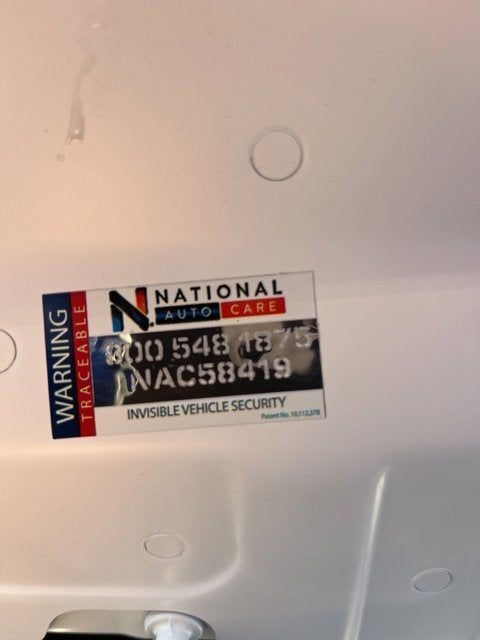 WARNING
TRACEABLE
N. NATIONAL
AUTO CARE
800 548 1875
NAC58419
INVISIBLE VEHICLE SECURITY
Patent No. 10,112,378